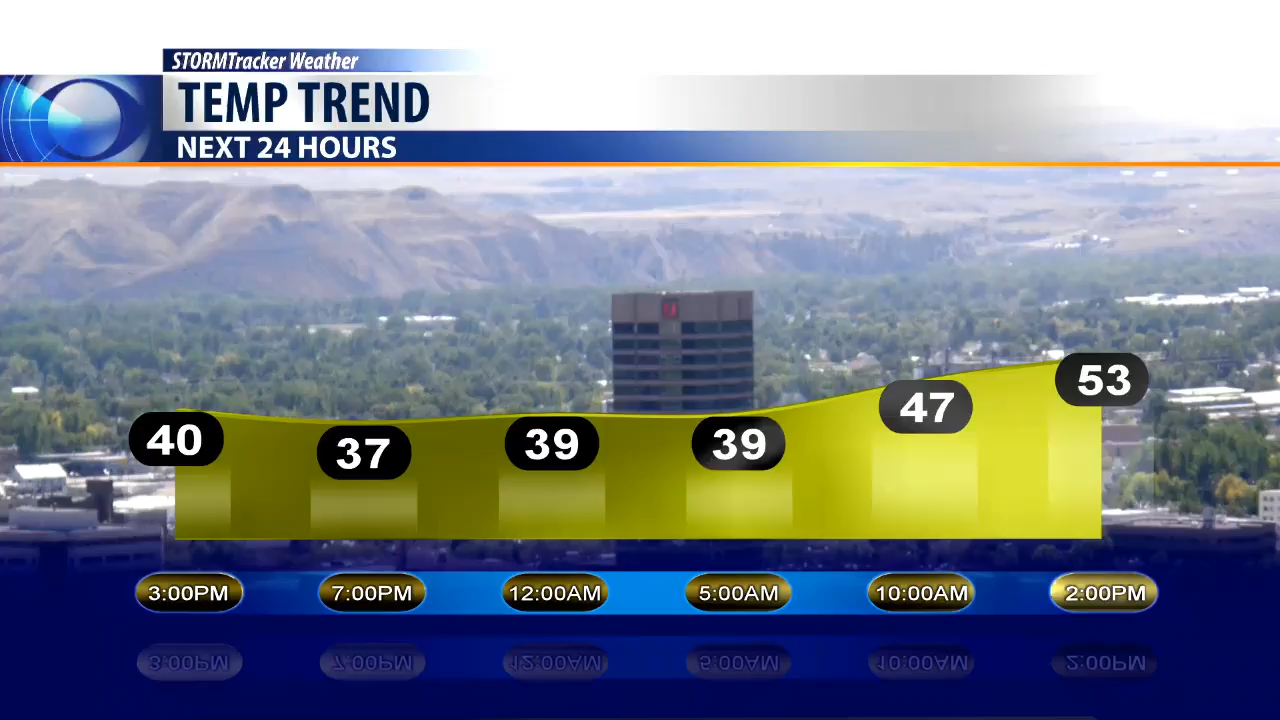 STORMTracker Weather
TEMP TREND
NEXT 24 HOURS
40 37 39 39 47 53
3:00PM 7:00PM 12:00AM 5:00AM 10:00AM 2:00PM